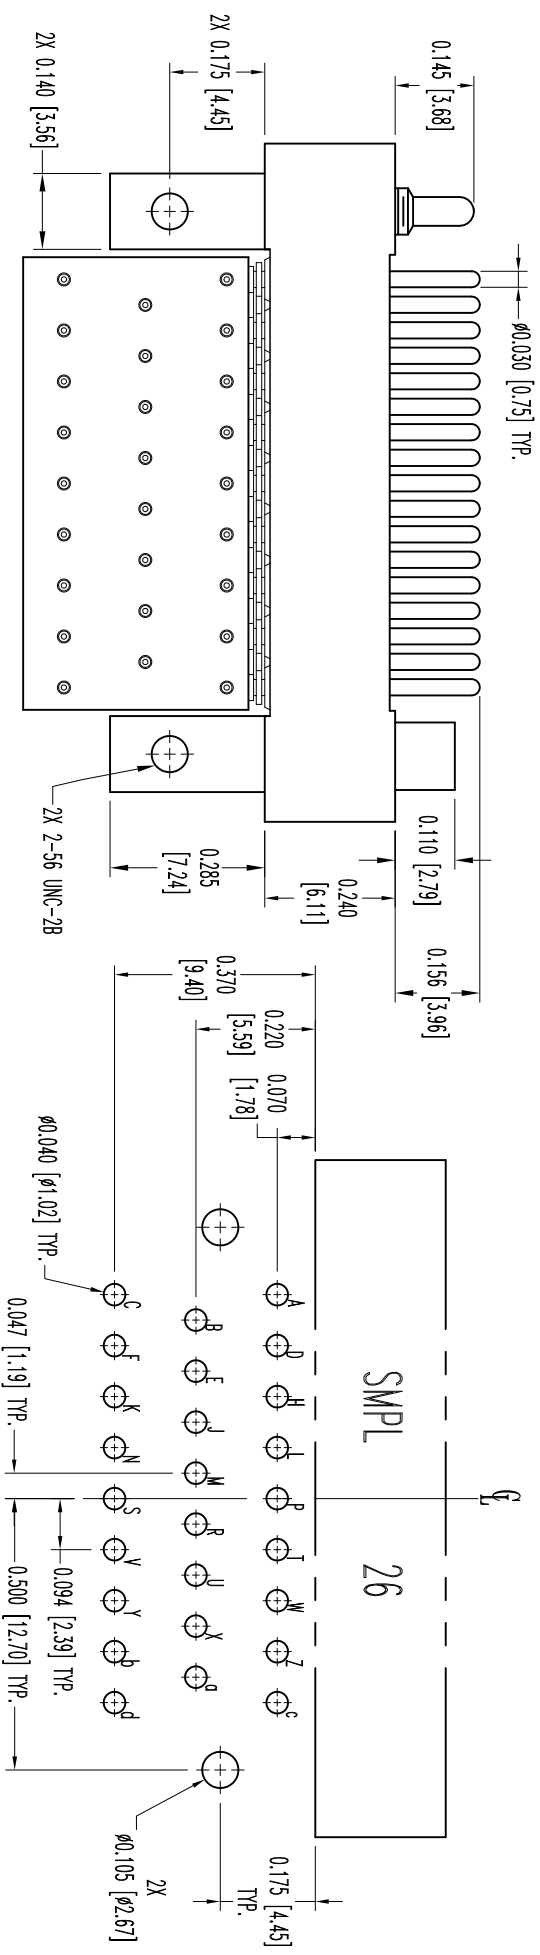 0.145 [3.68]
2X 0.175 [4.45]
2X 0.140 [3.56]
ø0.030 [0.75] TYP.
0.110 [2.79]
0.156 [3.96]
0.240
[6.11]
0.285
[7.24]
2X 2-56 UNC-2B
0.370
[9.40]
0.220
[5.59]
0.070
[1.78]
ø0.040 [ø1.02] TYP.
0.047 [1.19] TYP.
0.094 [2.39] TYP.
0.500 [12.70] TYP.
CL
SMPL 26
A D H L P T W Z c
B E J M R U X a
C F K N S V Y b d
0.175 [4.45]
TYP.
2X
ø0.105 [ø2.67]